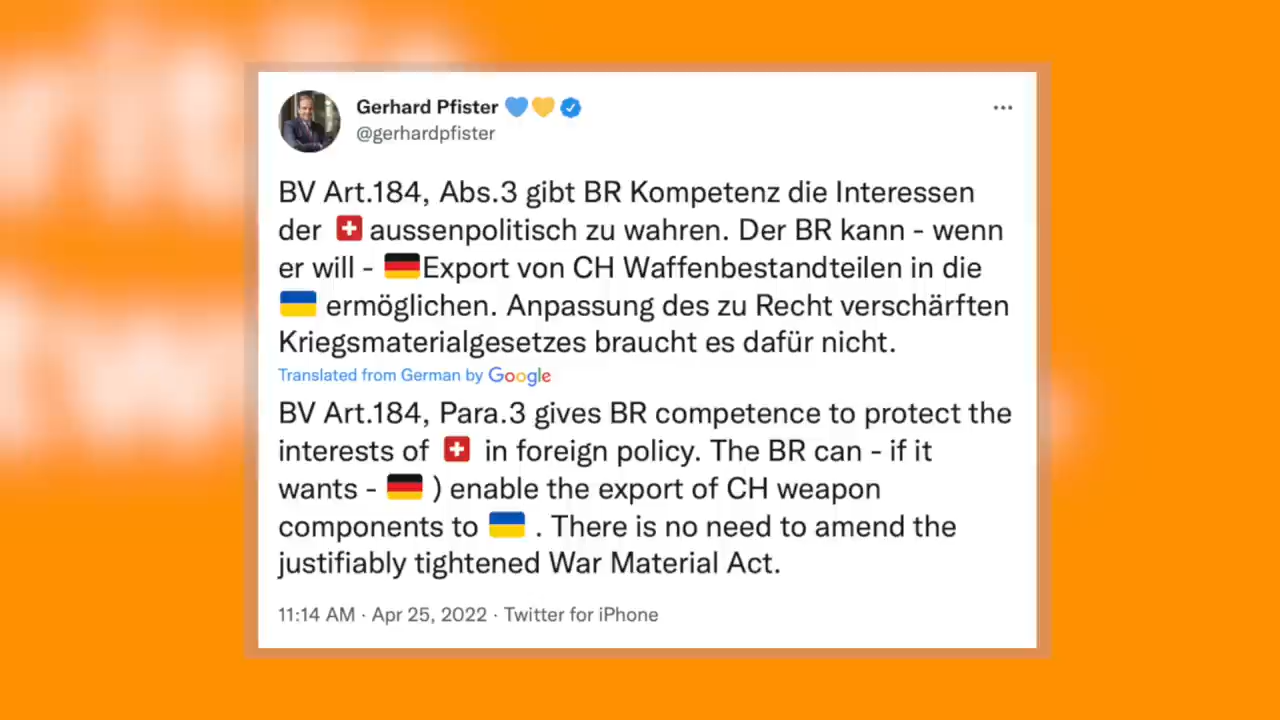 Gerhard Pfister 💙💛
@gerhardpfister
BV Art.184, Abs.3 gibt BR Kompetenz die Interessen
der 🇨🇭 aussenpolitisch zu wahren. Der BR kann - wenn
er will - 🇩🇪Export von CH Waffenbestandteilen in die
🇺🇦 ermöglichen. Anpassung des zu Recht verschärften
Kriegsmaterialgesetzes braucht es dafür nicht.
Translated from German by Google
BV Art.184, Para.3 gives BR competence to protect the
interests of 🇨🇭 in foreign policy. The BR can - if it
wants - 🇩🇪 ) enable the export of CH weapon
components to 🇺🇦 . There is no need to amend the
justifiably tightened War Material Act.
11:14 AM · Apr 25, 2022 · Twitter for iPhone